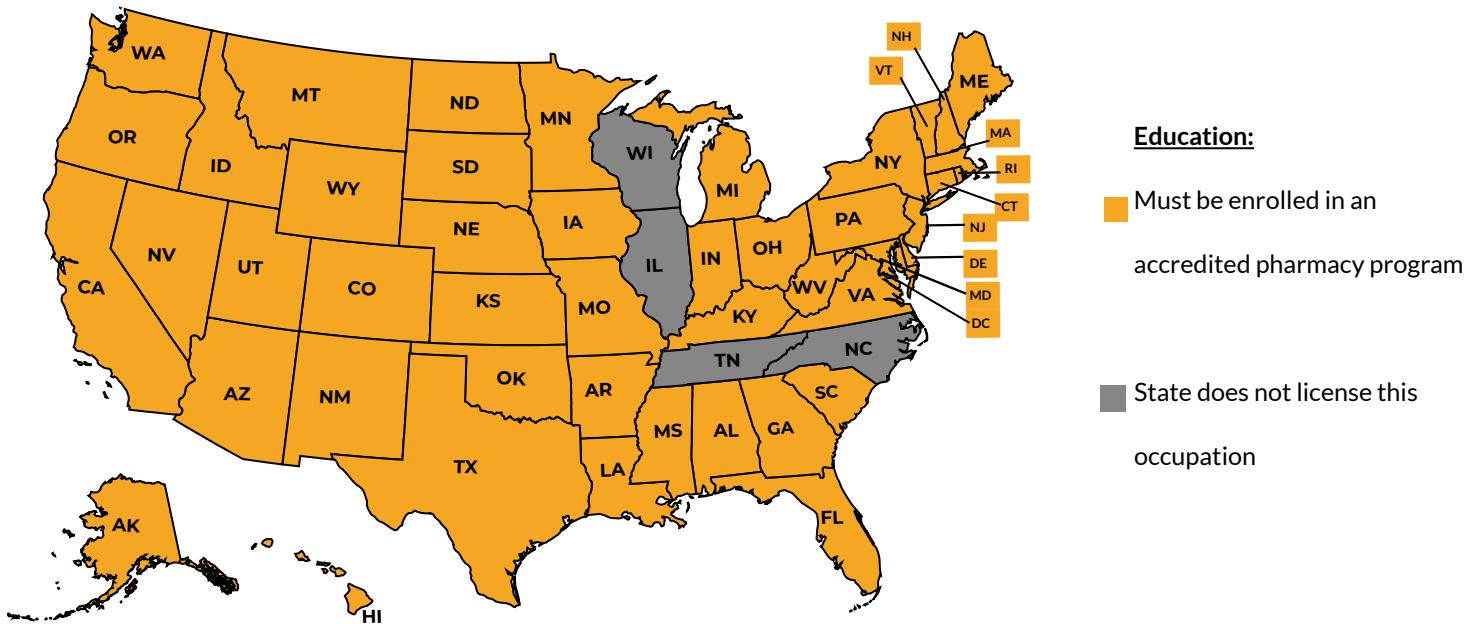 WA
OR
CA
NV
ID
MT
WY
UT
AZ
CO
NM
ND
SD
NE
KS
OK
TX
MN
IA
MO
AR
LA
WI
IL
MI
IN
OH
KY
TN
MS
AL
GA
FL
SC
NC
VA
WV
PA
NY
ME
NH
VT
MA
RI
CT
NJ
DE
MD
DC
AK
HI
Education:
Must be enrolled in an
accredited pharmacy program
State does not license this
occupation